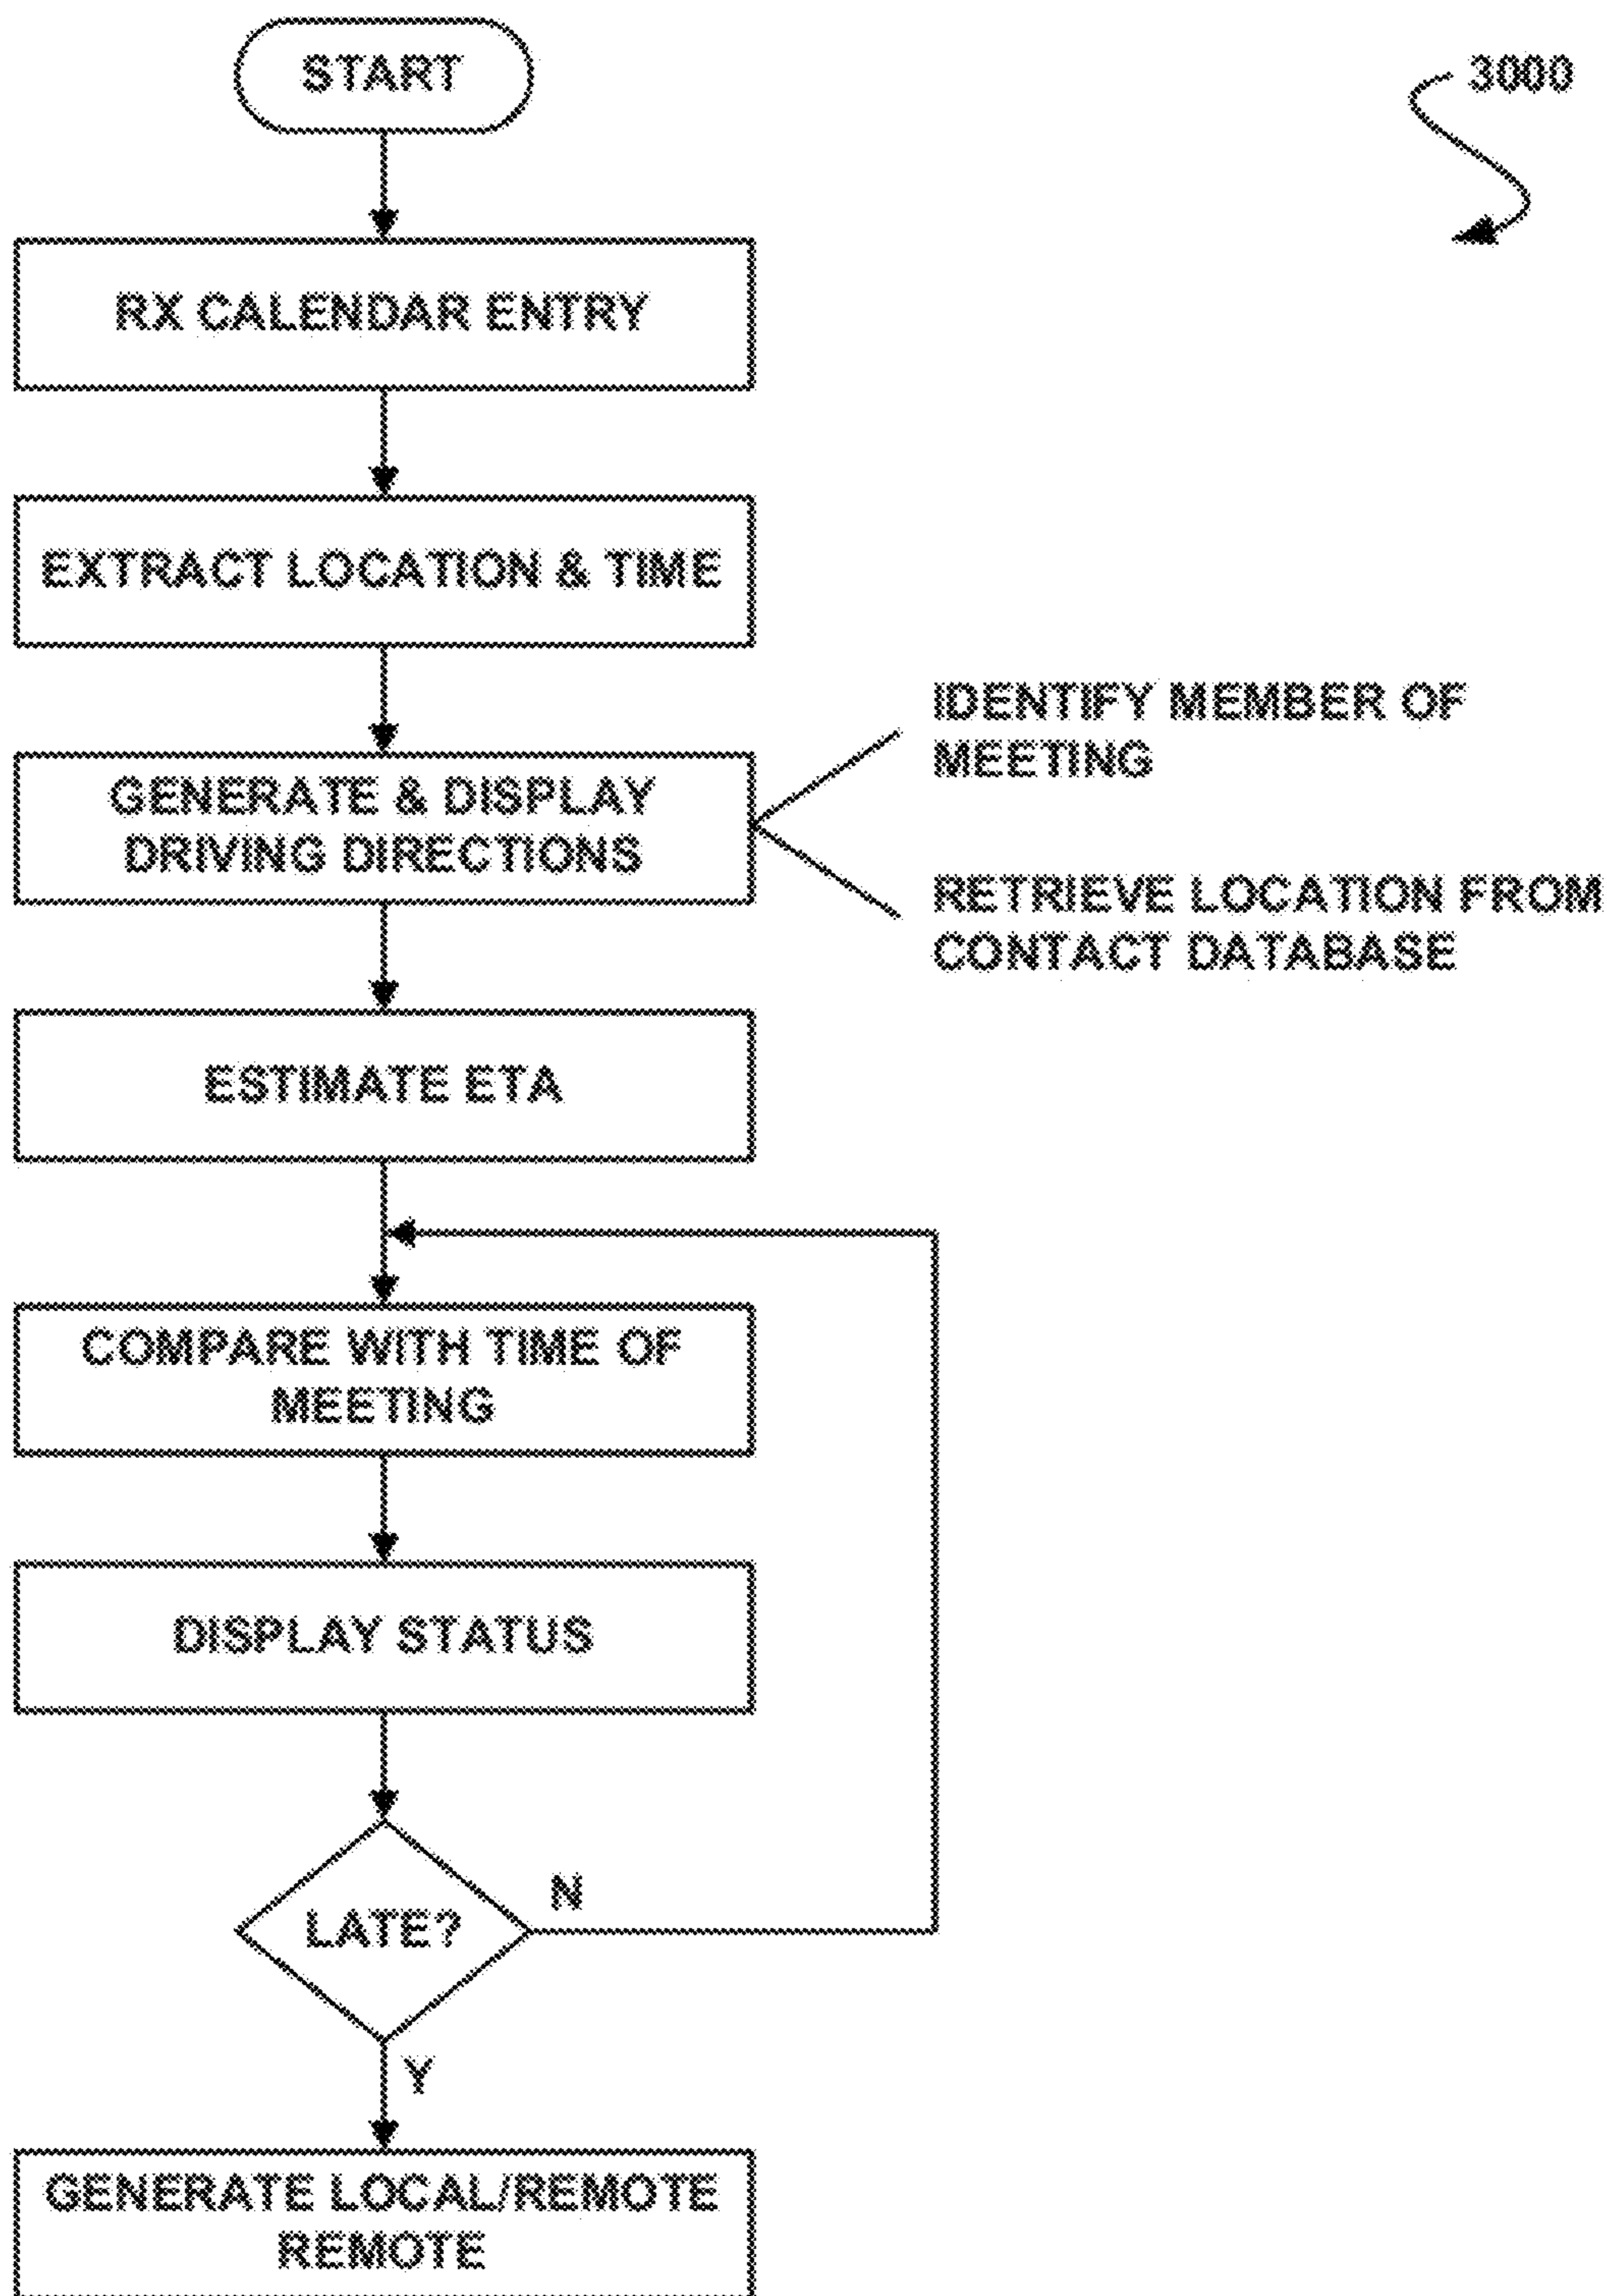 START
3000
RX CALENDAR ENTRY
EXTRACT LOCATION & TIME
GENERATE & DISPLAY
DRIVING DIRECTIONS
IDENTIFY MEMBER OF
MEETING
RETRIEVE LOCATION FROM
CONTACT DATABASE
ESTIMATE ETA
COMPARE WITH TIME OF
MEETING
DISPLAY STATUS
LATE?
N
Y
GENERATE LOCAL/REMOTE
REMOTE